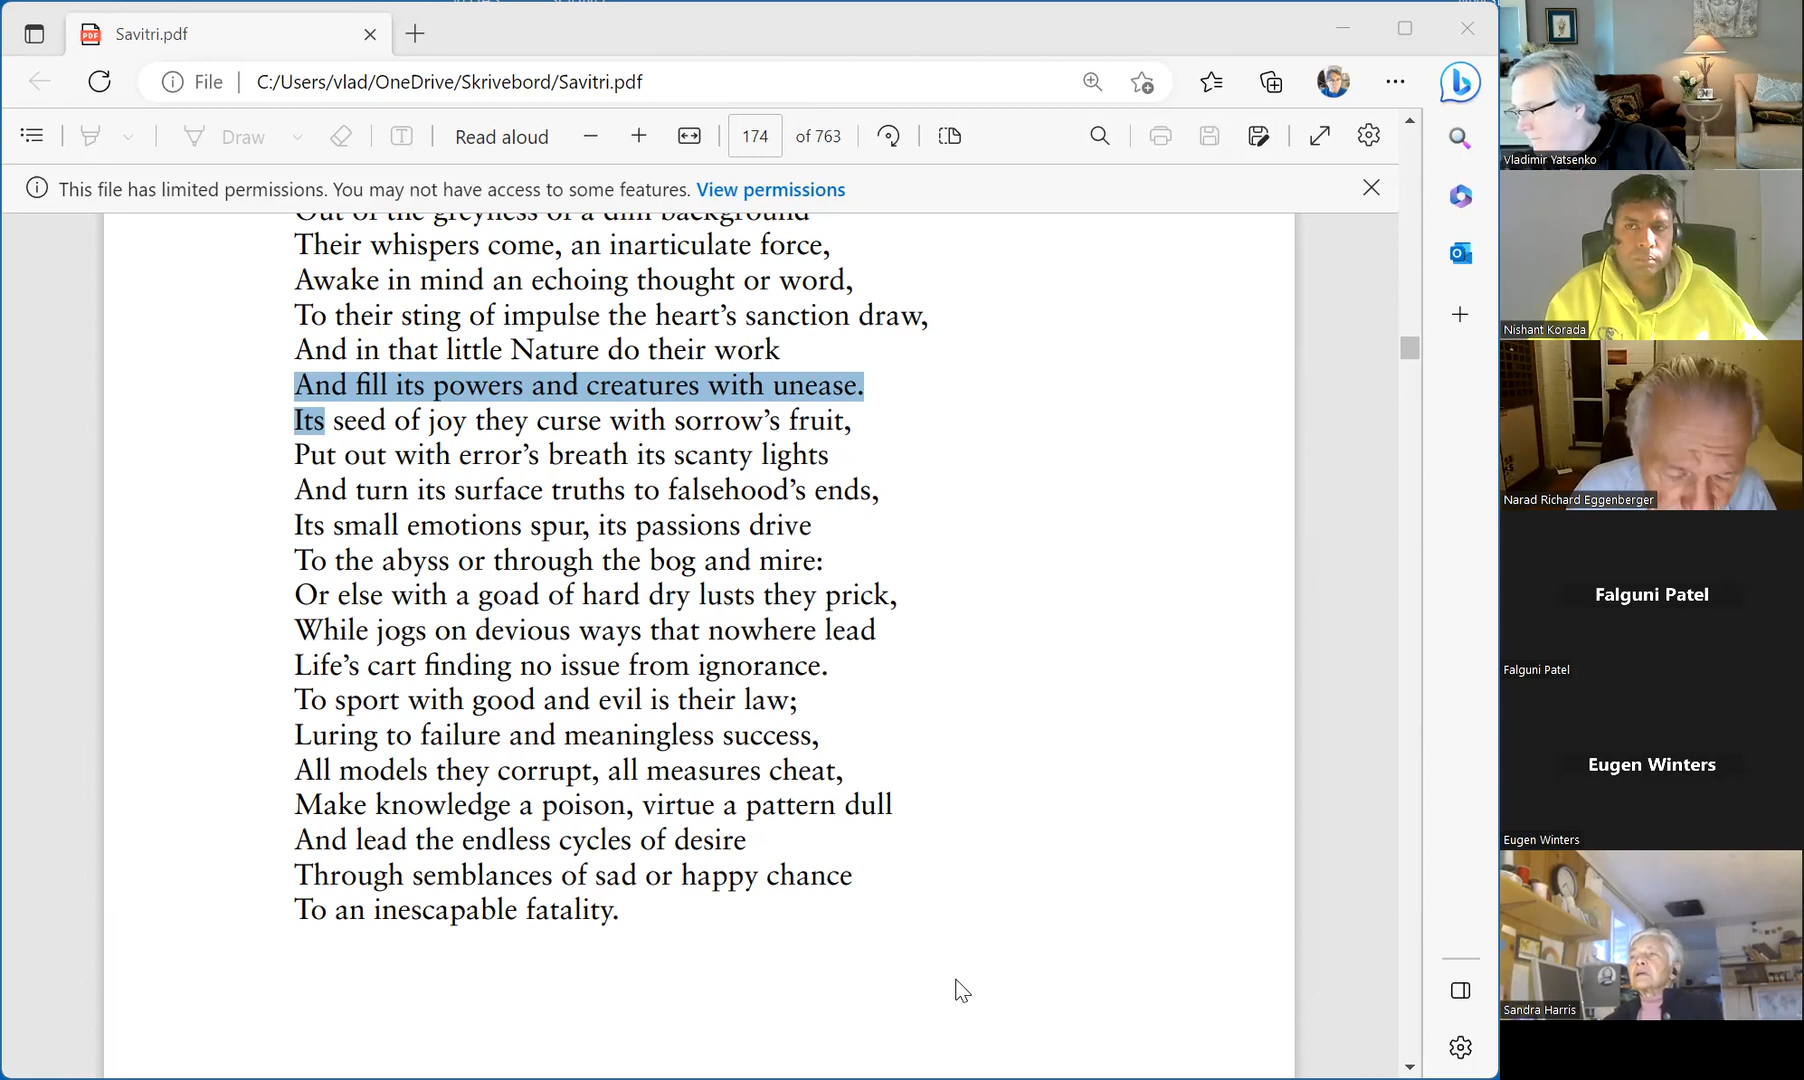 Savitri.pdf
File
C:/Users/vlad/OneDrive/Skrivebord/Savitri.pdf
Draw
Read aloud
174
of 763
This file has limited permissions. You may not have access to some features. View permissions
Out of the greyness of a dim background
Their whispers come, an inarticulate force,
Awake in mind an echoing thought or word,
To their sting of impulse the heart’s sanction draw,
And in that little Nature do their work
And fill its powers and creatures with unease.
Its seed of joy they curse with sorrow’s fruit,
Put out with error’s breath its scanty lights
And turn its surface truths to falsehood’s ends,
Its small emotions spur, its passions drive
To the abyss or through the bog and mire:
Or else with a goad of hard dry lusts they prick,
While jogs on devious ways that nowhere lead
Life’s cart finding no issue from ignorance.
To sport with good and evil is their law;
Luring to failure and meaningless success,
All models they corrupt, all measures cheat,
Make knowledge a poison, virtue a pattern dull
And lead the endless cycles of desire
Through semblances of sad or happy chance
To an inescapable fatality.
Vladimir Yatsenko
Nishant Korada
Narad Richard Eggenberger
Falguni Patel
Falguni Patel
Eugen Winters
Eugen Winters
Sandra Harris